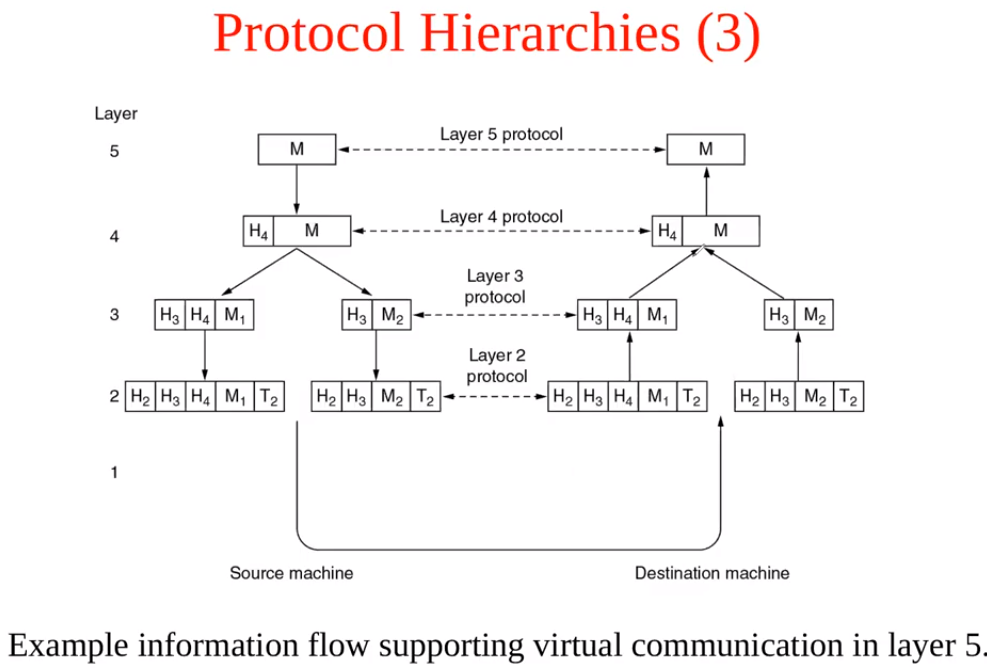 Protocol Hierarchies (3)
Layer
5
M
Layer 5 protocol
M
4
H4 M
Layer 4 protocol
H4 M
3
H3 H4 M1
H3 M2
Layer 3
protocol
H3 H4 M1
H3 M2
2
H2 H3 H4 M1 T2
H2 H3 M2 T2
Layer 2
protocol
H2 H3 H4 M1 T2
H2 H3 M2 T2
1
Source machine
Destination machine
Example information flow supporting virtual communication in layer 5.